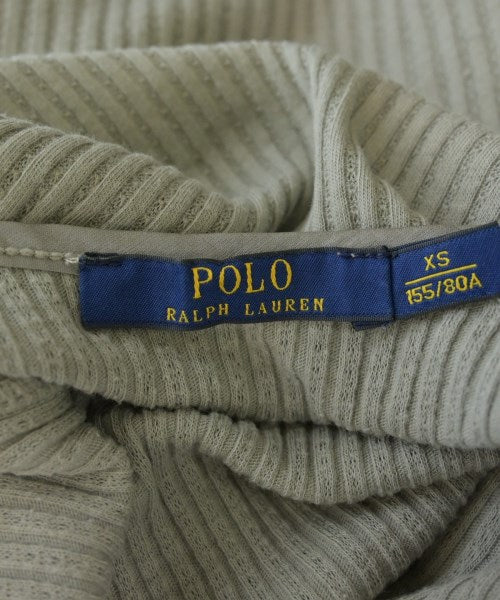 POLO
RALPH LAUREN
XS
155/80A